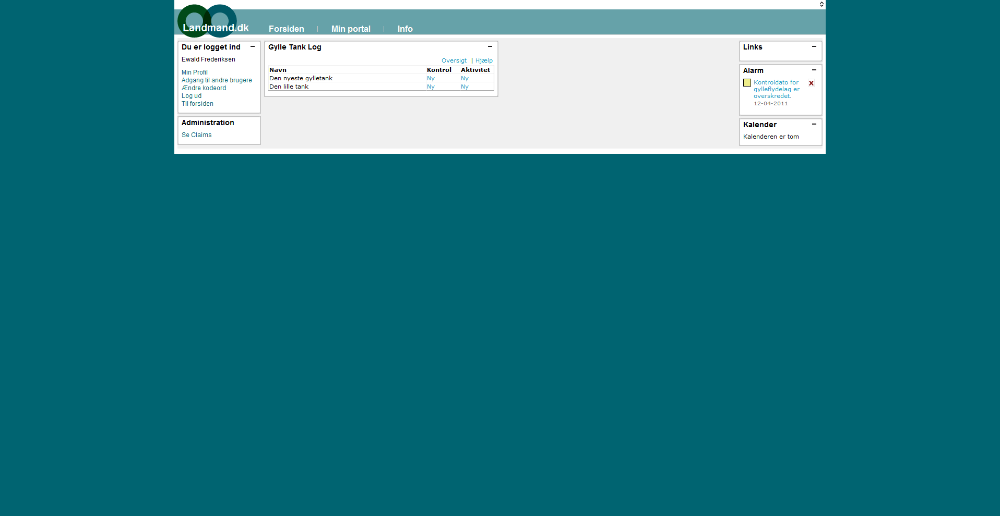 Landmand.dk
Forsiden | Min portal | Info
Du er logget ind
Ewald Frederiksen
Min Profil
Adgang til andre brugere
Ændre kodeord
Log ud
Til forsiden
Administration
Se Claims
Gylle Tank Log
Oversigt | Hjælp
Navn Kontrol Aktivitet
Den nyeste gylletank Ny Ny
Den lille tank Ny Ny
Links
Alarm
Kontroldato for
gylleflydelag er
overskredet.
12-04-2011
Kalender
Kalenderen er tom